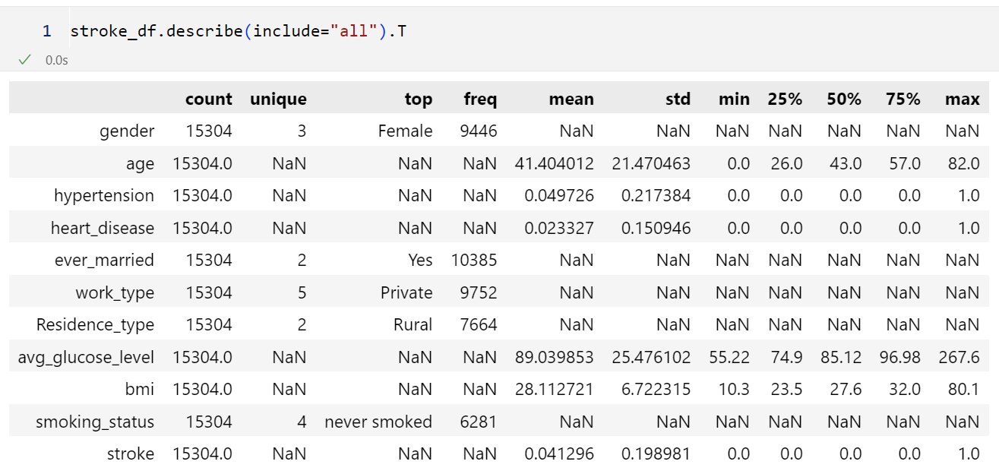 1 stroke_df.describe(include="all").T
0.0s
count unique top freq mean std min 25% 50% 75% max
gender 15304 3 Female 9446 NaN NaN NaN NaN NaN NaN NaN
age 15304.0 NaN NaN NaN 41.404012 21.470463 0.0 26.0 43.0 57.0 82.0
hypertension 15304.0 NaN NaN NaN 0.049726 0.217384 0.0 0.0 0.0 0.0 1.0
heart_disease 15304.0 NaN NaN NaN 0.023327 0.150946 0.0 0.0 0.0 0.0 1.0
ever_married 15304 2 Yes 10385 NaN NaN NaN NaN NaN NaN NaN
work_type 15304 5 Private 9752 NaN NaN NaN NaN NaN NaN NaN
Residence_type 15304 2 Rural 7664 NaN NaN NaN NaN NaN NaN NaN
avg_glucose_level 15304.0 NaN NaN NaN 89.039853 25.476102 55.22 74.9 85.12 96.98 267.6
bmi 15304.0 NaN NaN NaN 28.112721 6.722315 10.3 23.5 27.6 32.0 80.1
smoking_status 15304 4 never smoked 6281 NaN NaN NaN NaN NaN NaN NaN
stroke 15304.0 NaN NaN NaN 0.041296 0.198981 0.0 0.0 0.0 0.0 1.0